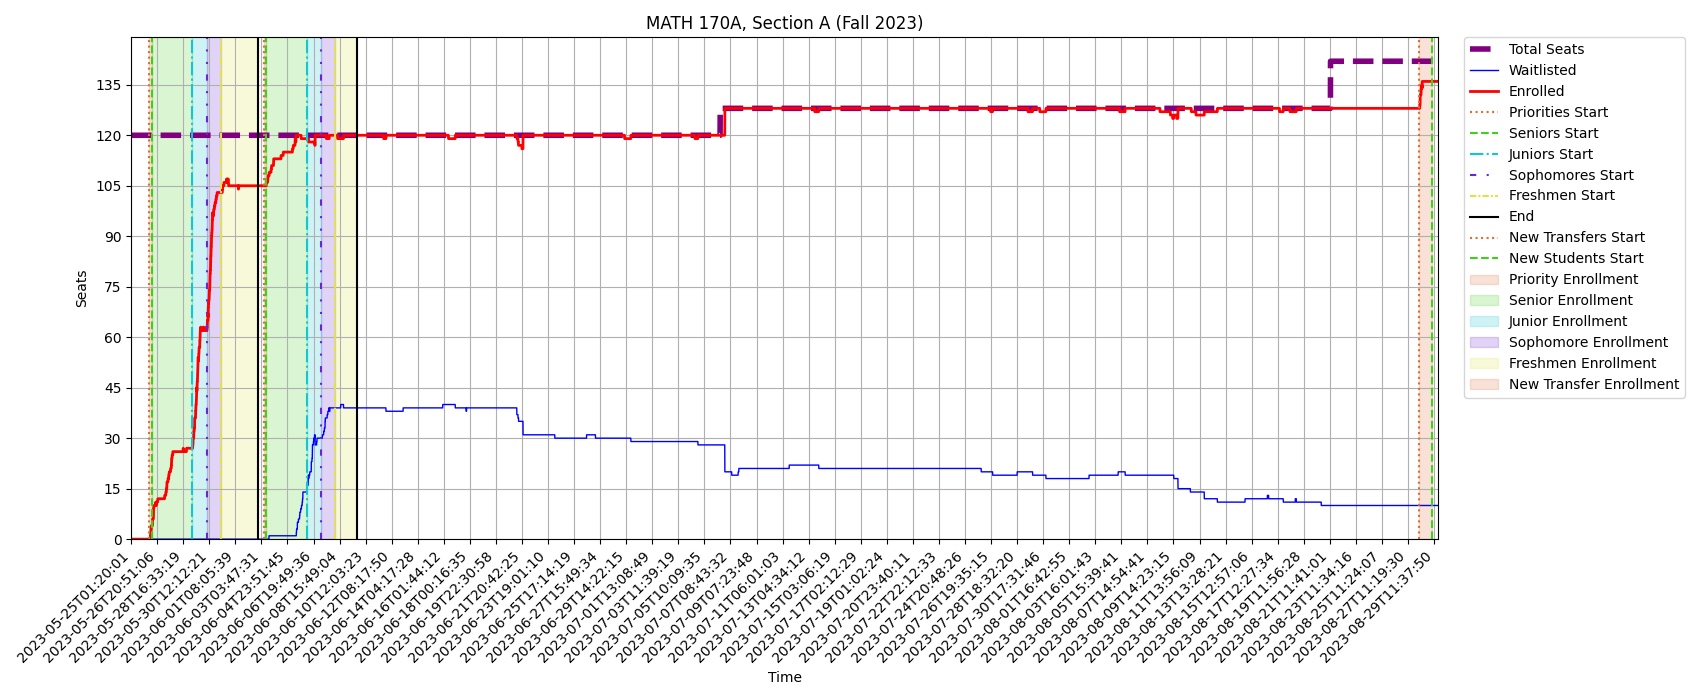 MATH 170A, Section A (Fall 2023)
Seats
135
120
105
90
75
60
45
30
15
0
2023-05-25T01:20:01
2023-05-26T20:51:06
2023-05-28T16:33:19
2023-05-30T12:12:21
2023-06-01T08:05:39
2023-06-03T03:47:31
2023-06-04T23:51:45
2023-06-06T19:49:36
2023-06-08T15:49:04
2023-06-10T12:03:23
2023-06-12T08:17:50
2023-06-14T04:17:28
2023-06-16T01:44:12
2023-06-18T00:16:35
2023-06-19T22:30:58
2023-06-21T20:42:25
2023-06-23T19:01:10
2023-06-25T17:14:19
2023-06-27T15:49:34
2023-06-29T14:22:15
2023-07-01T13:08:49
2023-07-03T11:39:19
2023-07-05T10:09:35
2023-07-07T08:43:32
2023-07-09T07:23:48
2023-07-11T06:01:03
2023-07-13T04:34:12
2023-07-15T03:06:19
2023-07-17T02:12:29
2023-07-19T01:02:24
2023-07-20T23:40:11
2023-07-22T22:12:33
2023-07-24T20:48:26
2023-07-26T19:35:15
2023-07-28T18:32:20
2023-07-30T17:31:46
2023-08-01T16:42:55
2023-08-03T16:01:43
2023-08-05T15:39:41
2023-08-07T14:54:41
2023-08-09T14:23:15
2023-08-11T13:56:09
2023-08-13T13:28:21
2023-08-15T12:57:06
2023-08-17T12:27:34
2023-08-19T11:56:28
2023-08-21T11:41:01
2023-08-23T11:34:16
2023-08-25T11:24:07
2023-08-27T11:19:30
2023-08-29T11:37:50
Time
Total Seats
Waitlisted
Enrolled
Priorities Start
Seniors Start
Juniors Start
Sophomores Start
Freshmen Start
End
New Transfers Start
New Students Start
Priority Enrollment
Senior Enrollment
Junior Enrollment
Sophomore Enrollment
Freshmen Enrollment
New Transfer Enrollment